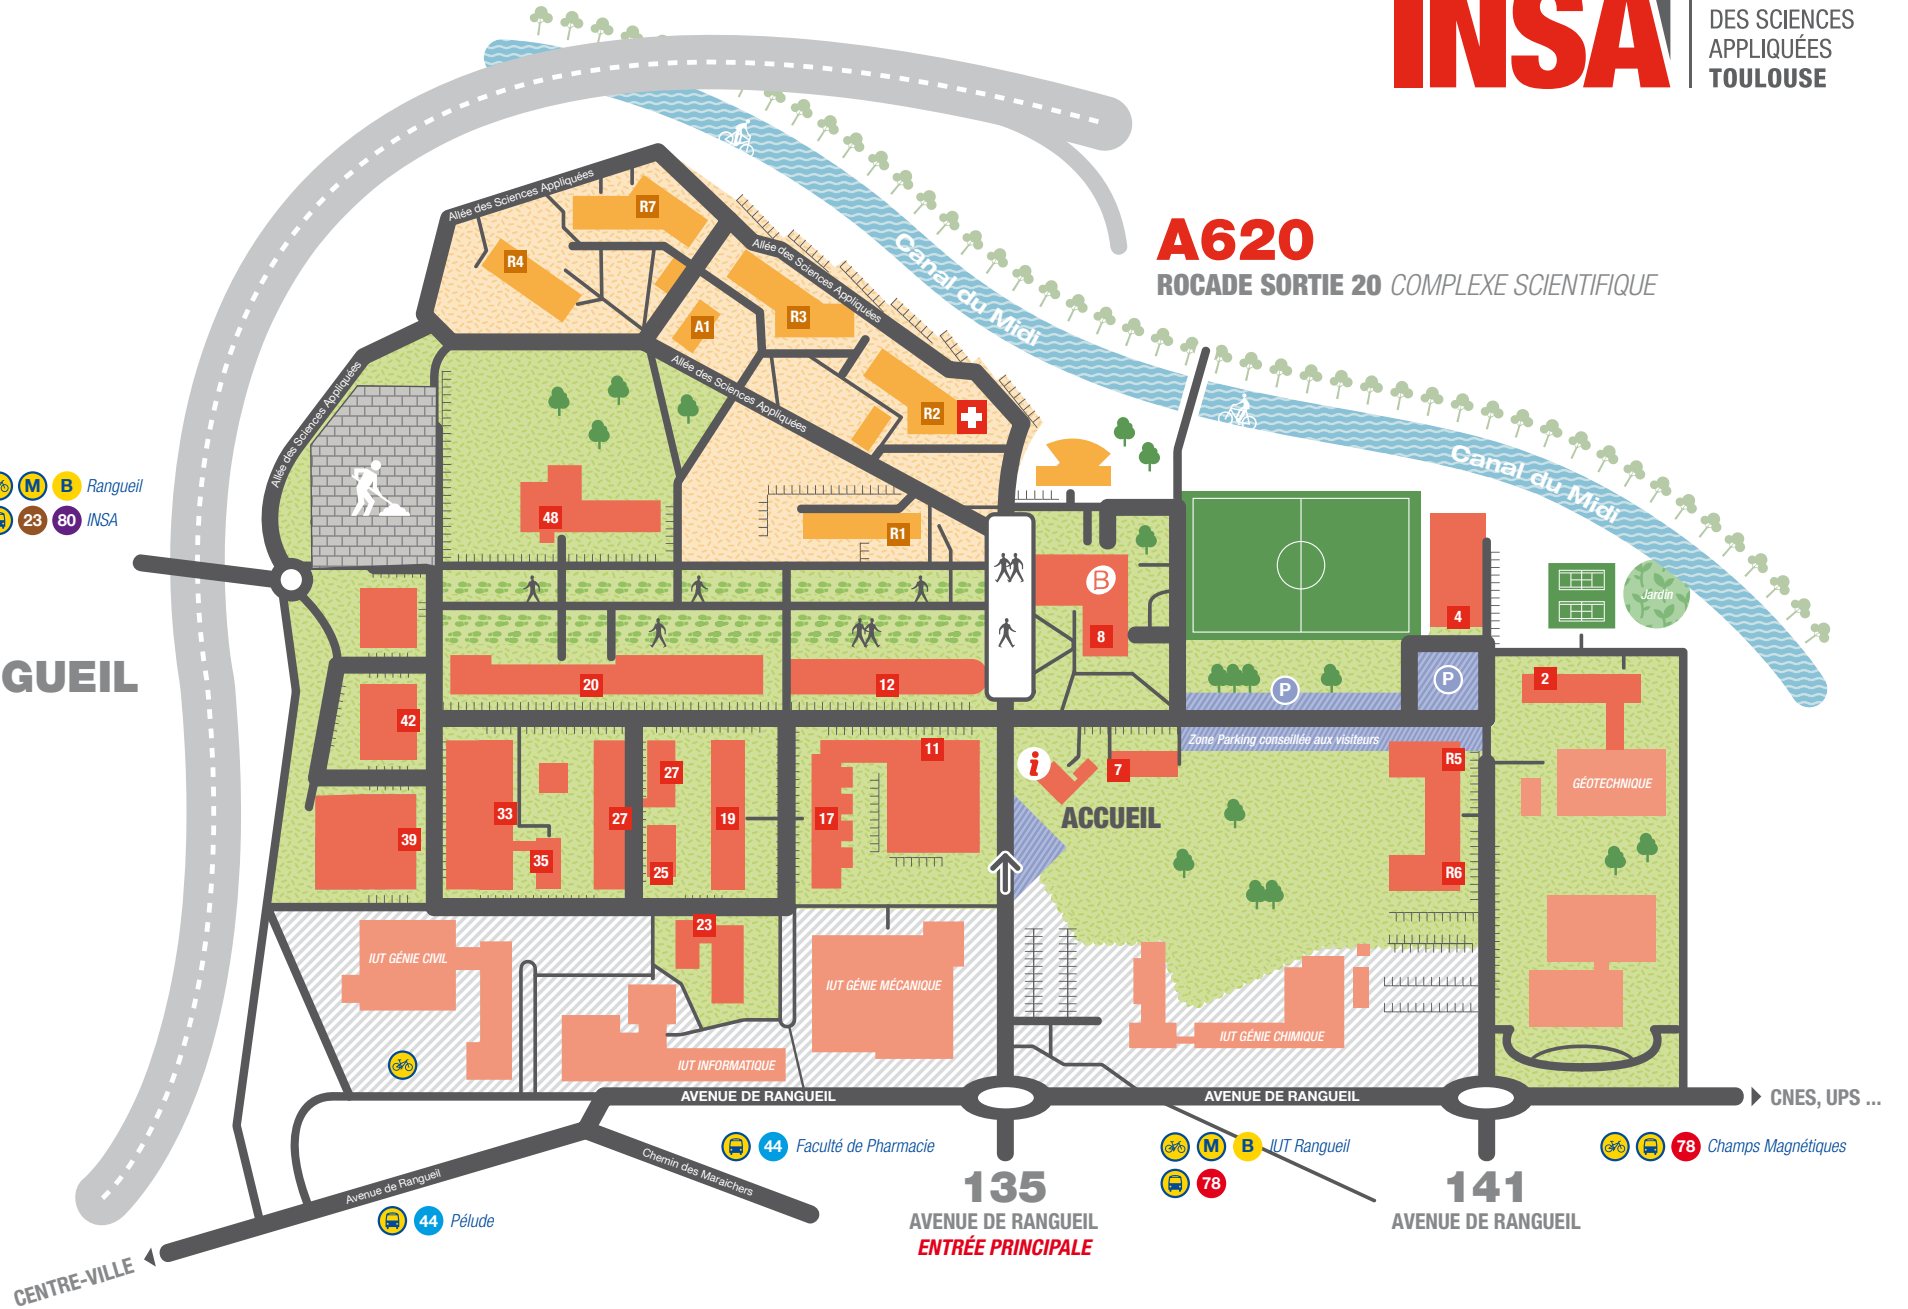 INSA
DES SCIENCES
APPLIQUÉES
TOULOUSE
A620
ROCADE SORTIE 20 COMPLEXE SCIENTIFIQUE
Canal du Midi
Canal du Midi
Allée des Sciences Appliquées
Allée des Sciences Appliquées
Allée des Sciences Appliquées
Allée des Sciences Appliquées
R7
R4
R3
A1
R2
R1
M B Rangueil
23 80 INSA
GUEIL
48
B
8
4
Jardin
20
12
42
P
P
2
Zone Parking conseillée aux visiteurs
11
i
7
R5
GÉOTECHNIQUE
27
33
27
19
17
ACCUEIL
39
35
25
R6
23
IUT GÉNIE CIVIL
IUT GÉNIE MÉCANIQUE
IUT GÉNIE CHIMIQUE
IUT INFORMATIQUE
AVENUE DE RANGUEIL
AVENUE DE RANGUEIL
CNES, UPS ...
44 Faculté de Pharmacie
M B IUT Rangueil
78
78 Champs Magnétiques
Chemin des Maraichers
Avenue de Rangueil
44 Pélude
135
AVENUE DE RANGUEIL
ENTRÉE PRINCIPALE
141
AVENUE DE RANGUEIL
CENTRE-VILLE